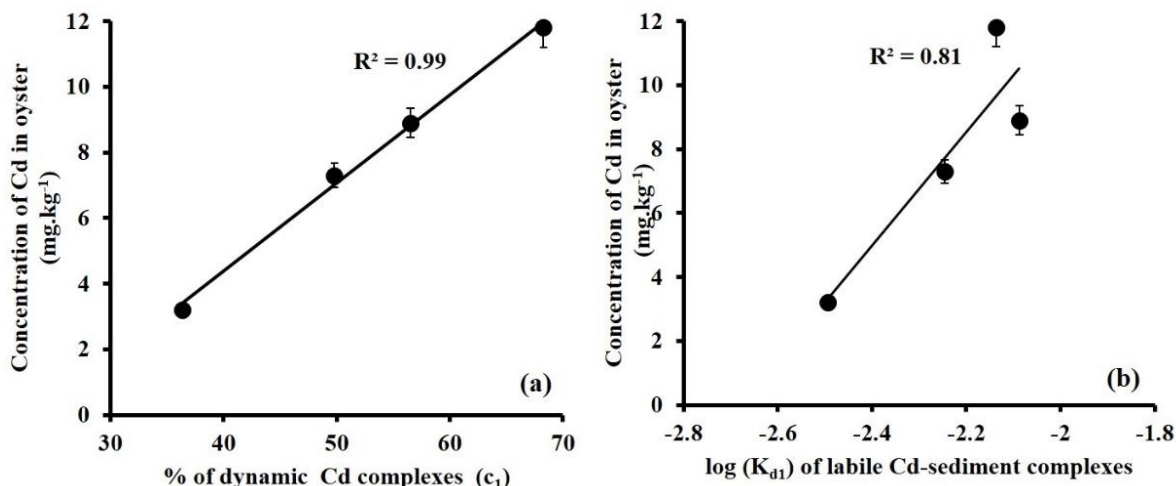 Concentration of Cd in oyster
(mg.kg⁻¹)
12
10
8
6
4
2
0
R² = 0.99
(a)
30
40
50
60
70
% of dynamic Cd complexes (c₁)
Concentration of Cd in oyster
(mg.kg⁻¹)
12
10
8
6
4
2
0
R² = 0.81
(b)
-2.8
-2.6
-2.4
-2.2
-2
-1.8
log (K_d1) of labile Cd-sediment complexes